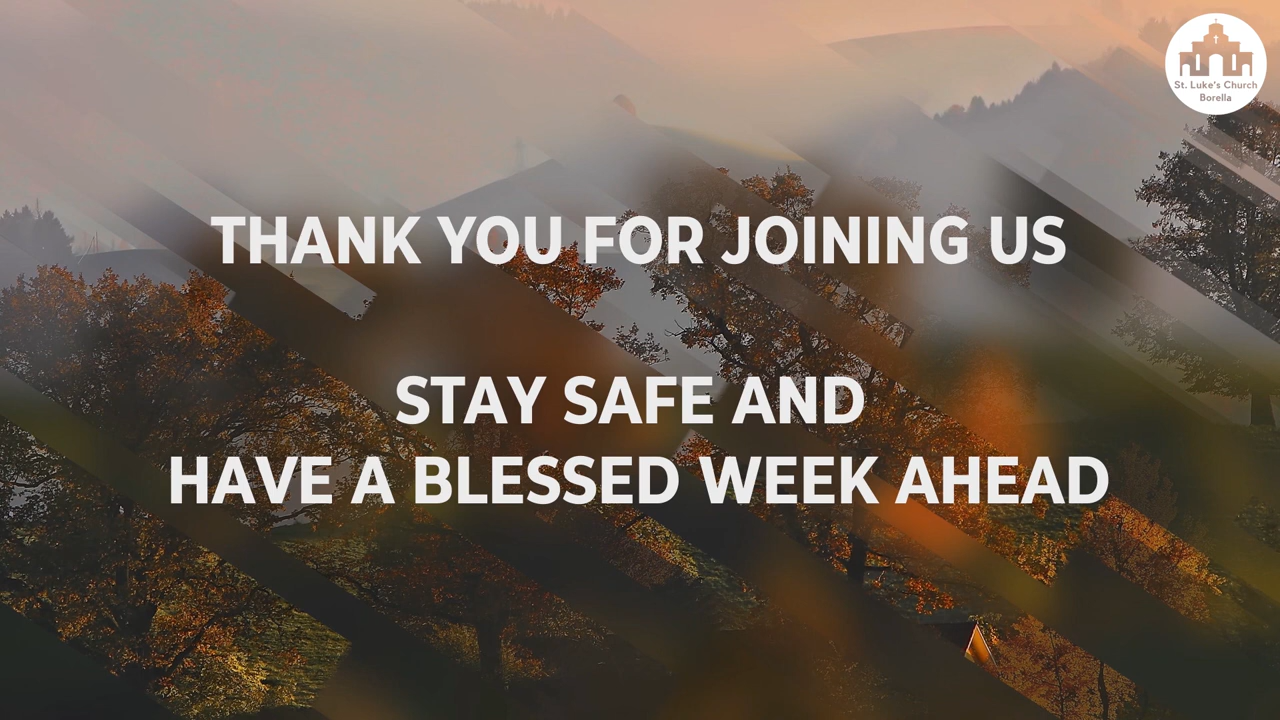 St. Luke's Church
Borella
THANK YOU FOR JOINING US
STAY SAFE AND
HAVE A BLESSED WEEK AHEAD